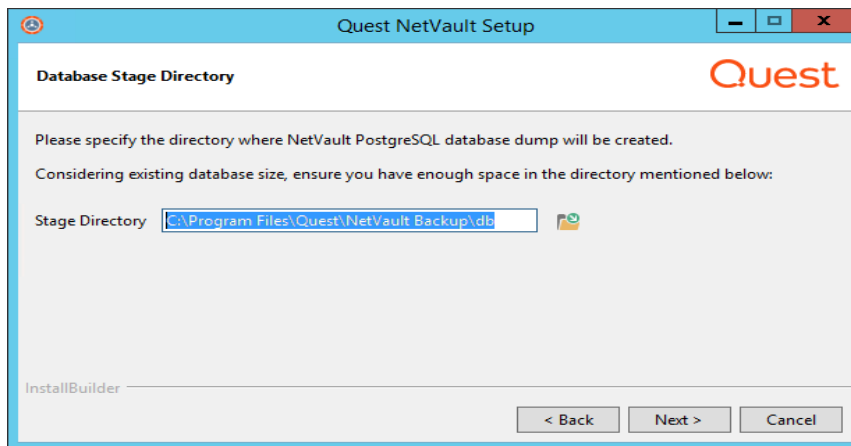 Quest NetVault Setup
Database Stage Directory
Quest
Please specify the directory where NetVault PostgreSQL database dump will be created.
Considering existing database size, ensure you have enough space in the directory mentioned below:
Stage Directory C:\Program Files\Quest\NetVault Backup\db
InstallBuilder
< Back Next > Cancel